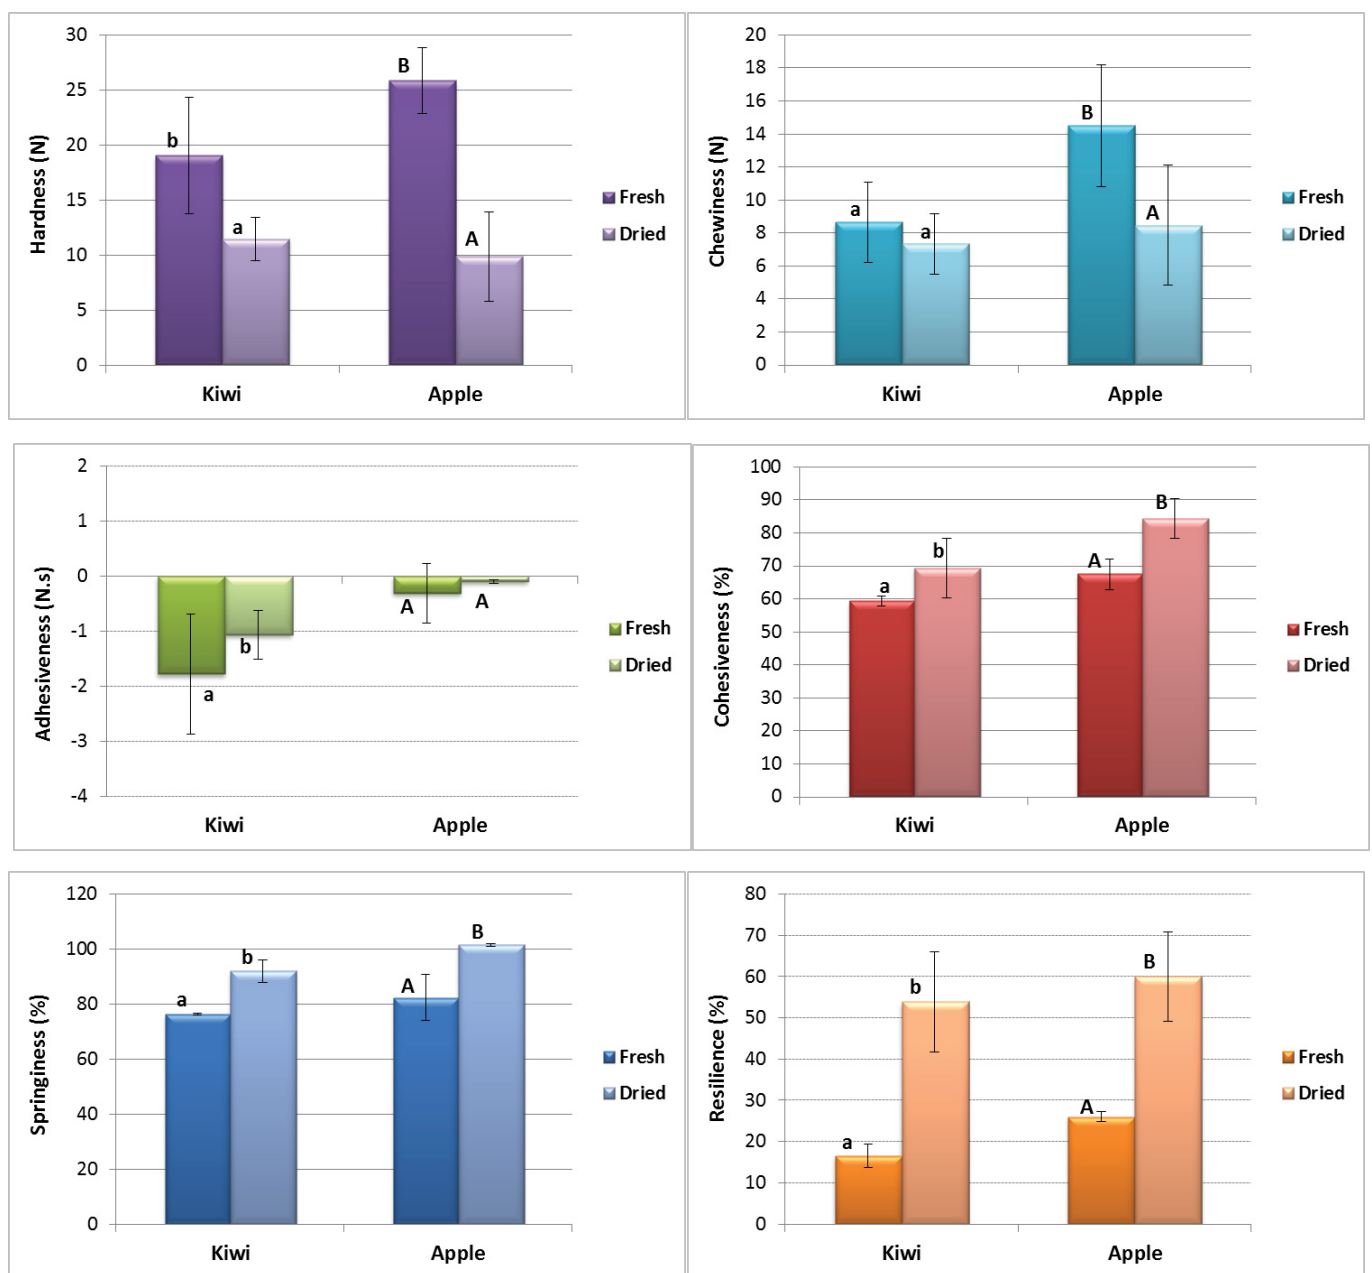 30
25
20
15
10
5
0
Hardness (N)
b
a
B
A
Kiwi
Apple
Fresh
Dried
20
18
16
14
12
10
8
6
4
2
0
Chewiness (N)
a
a
B
A
Kiwi
Apple
Fresh
Dried
2
1
0
-1
-2
-3
-4
Adhesiveness (N.s)
a
b
A
A
Kiwi
Apple
Fresh
Dried
100
90
80
70
60
50
40
30
20
10
0
Cohesiveness (%)
a
b
A
B
Kiwi
Apple
Fresh
Dried
120
100
80
60
40
20
0
Springiness (%)
a
b
A
B
Kiwi
Apple
Fresh
Dried
80
70
60
50
40
30
20
10
0
Resilience (%)
a
b
A
B
Kiwi
Apple
Fresh
Dried